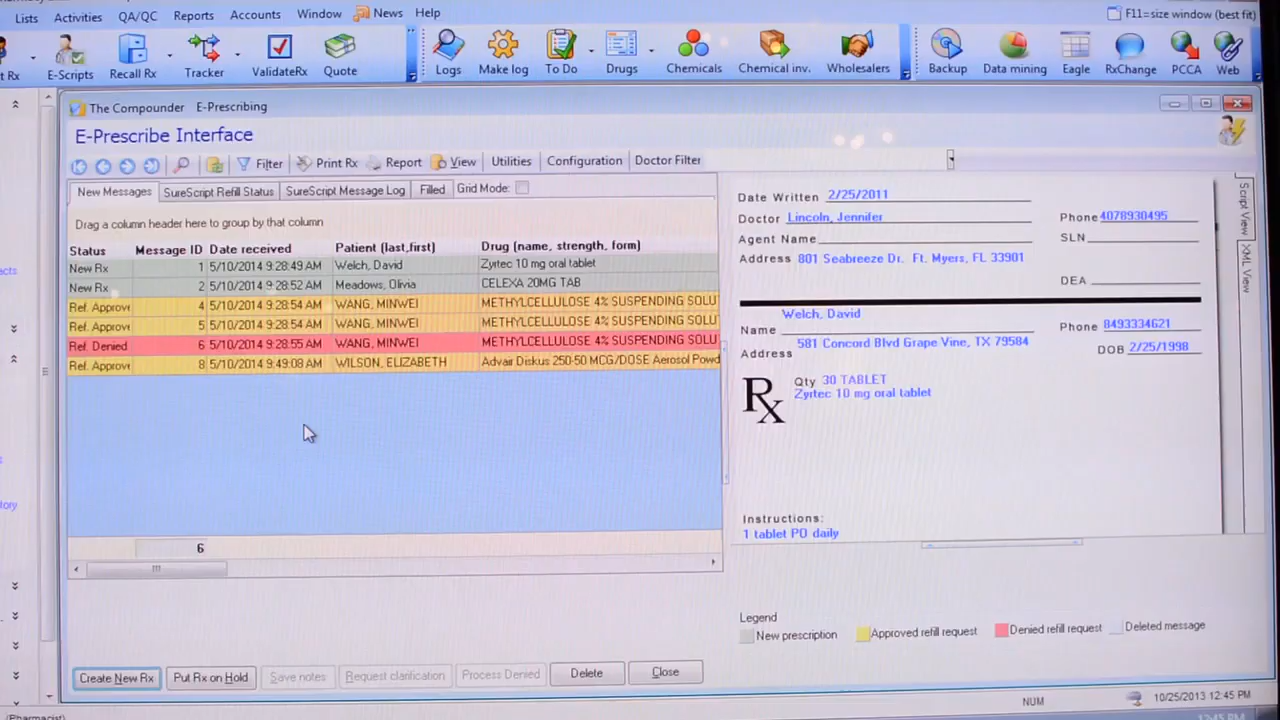 Lists Activities QA/QC Reports Accounts Window News Help F11=size window (best fit)
Rx E-Scripts Recall Rx Tracker ValidateRx Quote Logs Make log To Do Drugs Chemicals Chemical inv. Wholesalers Backup Data mining Eagle RxChange PCCA Web
The Compounder E-Prescribing
E-Prescribe Interface
Filter Print Rx Report View Utilities Configuration Doctor Filter
New Messages SureScript Refill Status SureScript Message Log Filled Grid Mode:
Drag a column header here to group by that column
Status Message ID Date received Patient (last,first) Drug (name, strength, form)
New Rx 1 5/10/2014 9:28:49 AM Welch, David Zyrtec 10 mg oral tablet
New Rx 2 5/10/2014 9:28:52 AM Meadows, Olivia CELEXA 20MG TAB
Ref. Approve 4 5/10/2014 9:28:54 AM WANG, MINWEI METHYLCELLULOSE 4% SUSPENDING SOLU
Ref. Approve 5 5/10/2014 9:28:54 AM WANG, MINWEI METHYLCELLULOSE 4% SUSPENDING SOLU
Ref. Denied 6 5/10/2014 9:28:55 AM WANG, MINWEI METHYLCELLULOSE 4% SUSPENDING SOLU
Ref. Approve 8 5/10/2014 9:49:08 AM WILSON, ELIZABETH Advair Diskus 250-50 MCG/DOSE Aerosol Powd
6
Create New Rx Put Rx on Hold Save notes Request clarification Process Denied Delete Close
Date Written 2/25/2011
Doctor Lincoln, Jennifer Phone 4078930495
Agent Name SLN
Address 801 Seabreeze Dr. Ft. Myers, FL 33901
DEA
Welch, David
Name Phone 8493334621
Address 581 Concord Blvd Grape Vine, TX 79584
DOB 2/25/1998
Rx Qty 30 TABLET
Zyrtec 10 mg oral tablet
Instructions:
1 tablet PO daily
Script View
XML View
Legend
New prescription Approved refill request Denied refill request Deleted message
NUM 10/25/2013 12:45 PM
(Pharmacist) 12:45 PM